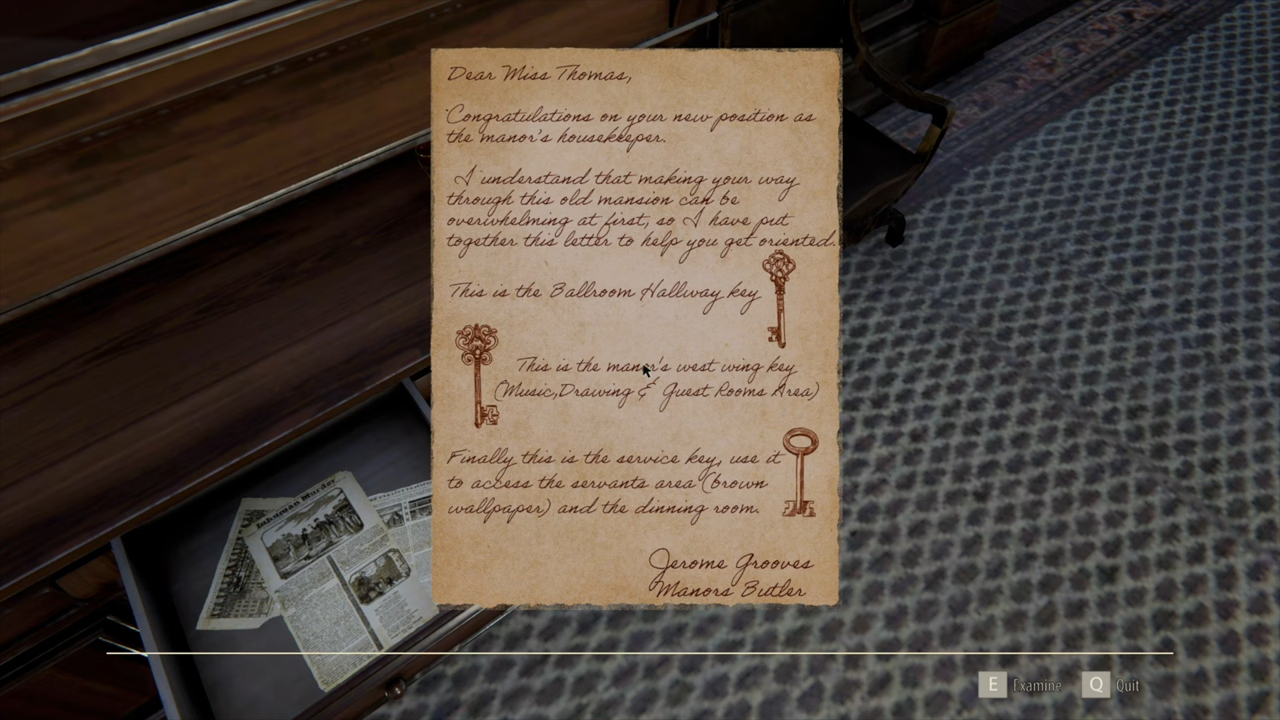 Dear Miss Thomas,
Congratulations on your new position as
the manor's housekeeper.
I understand that making your way
through this old mansion can be
overwhelming at first, so I have put
together this letter to help you get oriented.
This is the Ballroom Hallway key
This is the manor's west wing key
(Music,Drawing & Guest Rooms Area)
Finally this is the service key, use it
to access the servants area (brown
wallpaper) and the dinning room.
Jerome Grooves
Manors Butler
Inhuman Murder
E Examine Q Quit